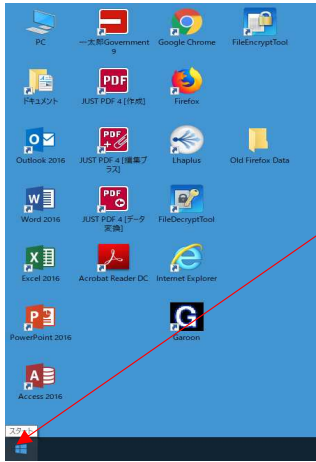 PC
一太郎Government
9
Google Chrome
FileEncryptTool
ドキュメント
PDF
JUST PDF 4 [作成]
Firefox
Outlook 2016
PDF
JUST PDF 4 [編集プ
ラス]
Lhaplus
Old Firefox Data
Word 2016
PDF
JUST PDF 4 [データ
変換]
FileDecryptTool
Excel 2016
Acrobat Reader DC
Internet Explorer
PowerPoint 2016
G
Garoon
Access 2016
スタート